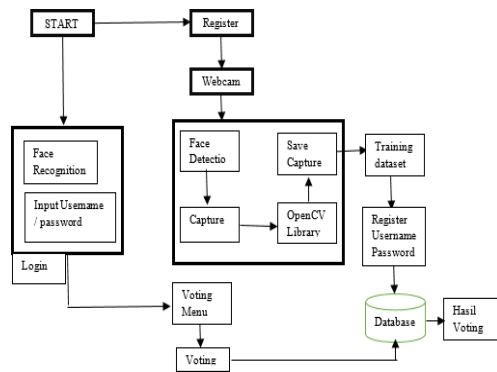 START
Register
Webcam
Face
Detectio
Save
Capture
Training
dataset
Face
Recognition
Input Username
/ password
Capture
OpenCV
Library
Register
Username
Password
Login
Voting
Menu
Database
Hasil
Voting
Voting